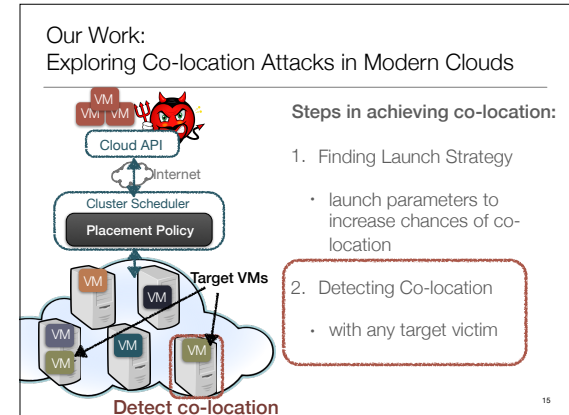 Our Work:
Exploring Co-location Attacks in Modern Clouds
VM
VM VM
Cloud API
Internet
Cluster Scheduler
Placement Policy
Target VMs
VM
VM
VM
VM
VM
VM
Detect co-location
Steps in achieving co-location:
1. Finding Launch Strategy
· launch parameters to
increase chances of co-
location
2. Detecting Co-location
· with any target victim
15